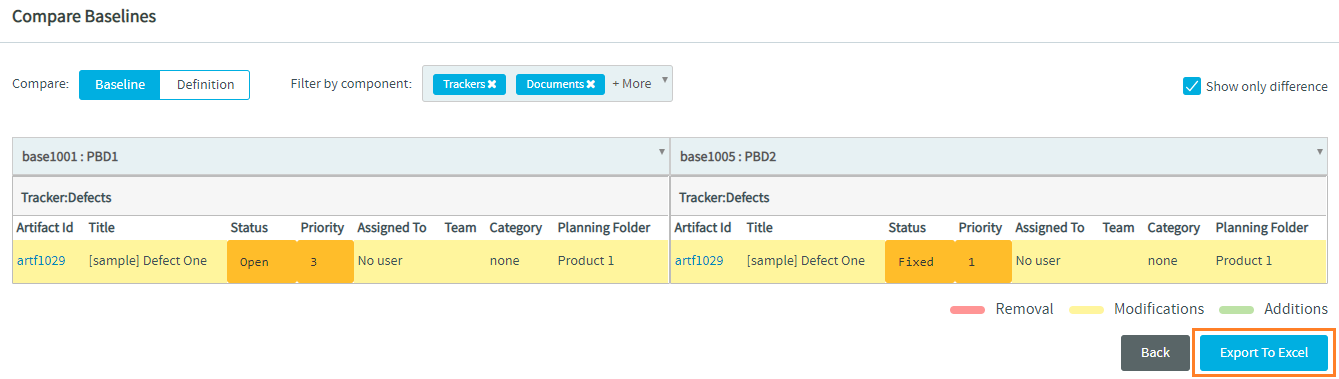 Compare Baselines
Compare: Baseline Definition Filter by component: Trackers Documents + More Show only difference
base1001 : PBD1 base1005 : PBD2
Tracker:Defects Tracker:Defects
Artifact Id Title Status Priority Assigned To Team Category Planning Folder Artifact Id Title Status Priority Assigned To Team Category Planning Folder
artf1029 [sample] Defect One Open 3 No user none Product 1 artf1029 [sample] Defect One Fixed 1 No user none Product 1
Removal Modifications Additions
Back Export To Excel